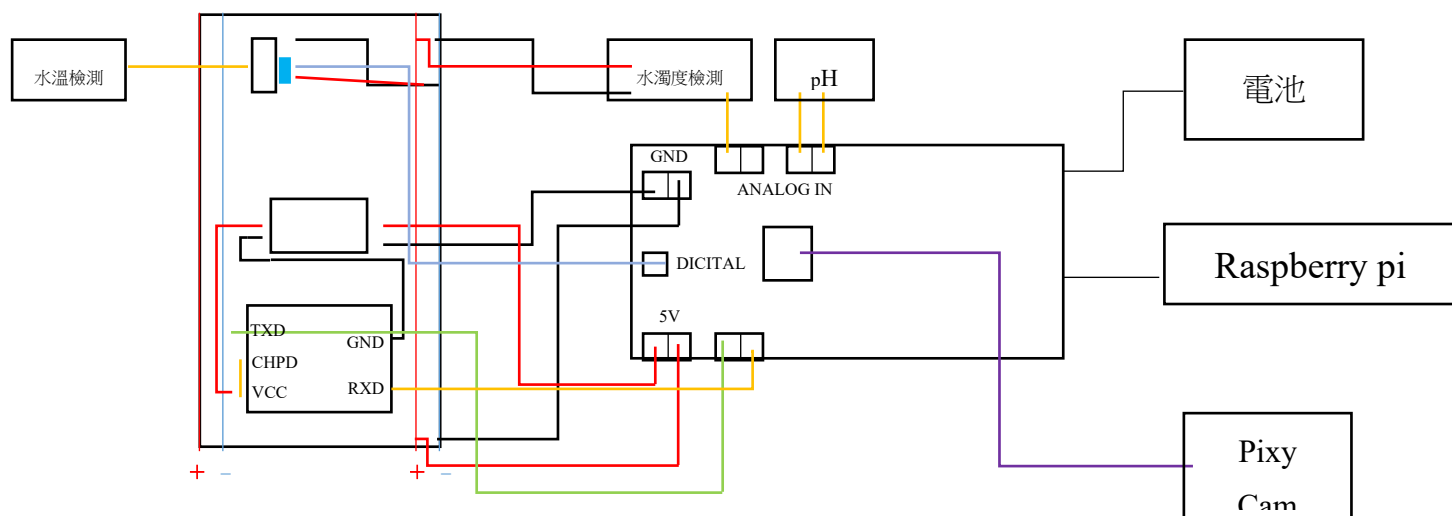 水溫檢測
水濁度檢測
pH
電池
GND
ANALOG IN
DICITAL
Raspberry pi
5V
TXD
GND
CHPD
VCC
RXD
+
–
+
–
Pixy
Cam